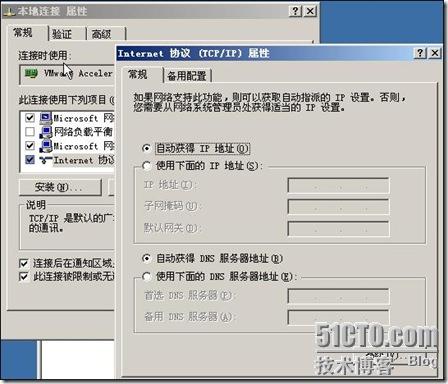 本地连接 属性
常规
验证
高级
连接时使用:
VMware Acceler
此连接使用下列项目
Microsoft 网
网络负载平衡
Microsoft 网
Internet 协议
安装(N)...
说明
TCP/IP 是默认的广
的通讯。
连接后在通知区域
此连接被限制或无
Internet 协议 (TCP/IP) 属性
常规
备用配置
如果网络支持此功能，则可以获取自动指派的 IP 设置。否则，
您需要从网络系统管理员处获得适当的 IP 设置。
自动获得 IP 地址(O)
使用下面的 IP 地址(S):
IP 地址(I):
子网掩码(U):
默认网关(D):
自动获得 DNS 服务器地址(B)
使用下面的 DNS 服务器地址(E):
首选 DNS 服务器(P):
备用 DNS 服务器(A):
51CTO.com
技术博客 Blog